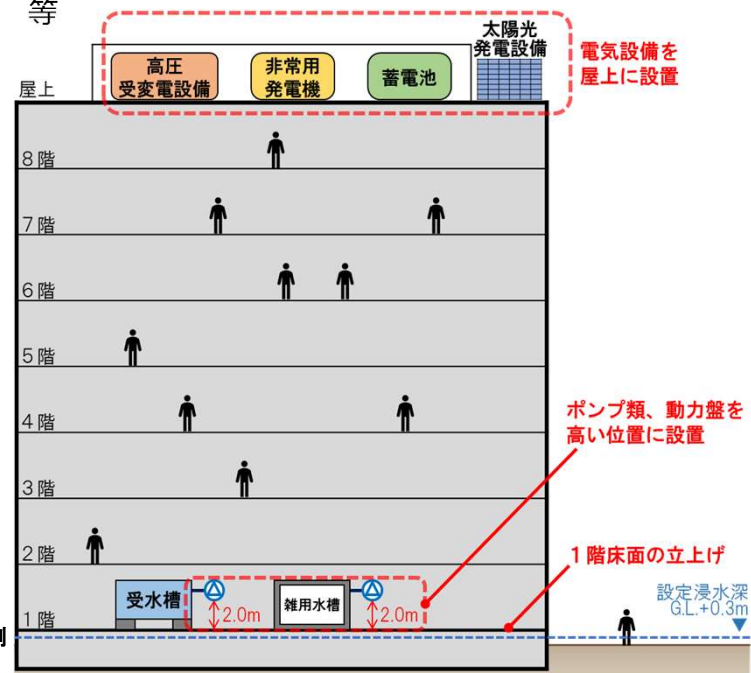 等
太陽光
発電設備
高圧
受変電設備
非常用
発電機
蓄電池
電気設備を
屋上に設置
屋上
8階
7階
6階
5階
4階
ポンプ類、動力盤を
高い位置に設置
3階
2階
1階床面の立上げ
受水槽
2.0m
雑用水槽
2.0m
設定浸水深
G.L.+0.3m
1階